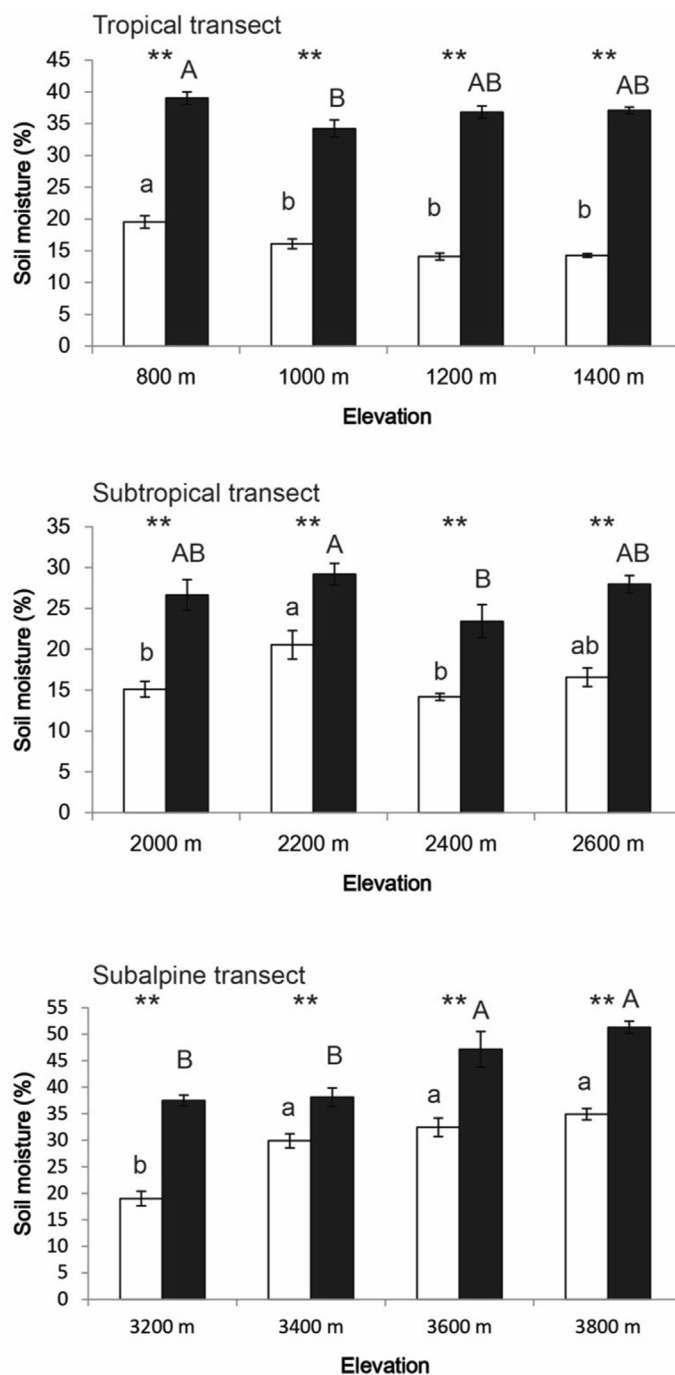 Tropical transect
** ** ** **
45
40
35
30
25
20
15
10
5
0
Soil moisture (%)
A B AB AB
a b b b
800 m 1000 m 1200 m 1400 m
Elevation
Subtropical transect
** ** ** **
35
30
25
20
15
10
5
0
Soil moisture (%)
AB A B AB
b a b ab
2000 m 2200 m 2400 m 2600 m
Elevation
Subalpine transect
** ** ** **
55
50
45
40
35
30
25
20
15
10
5
0
Soil moisture (%)
B B A A
b a a a
3200 m 3400 m 3600 m 3800 m
Elevation